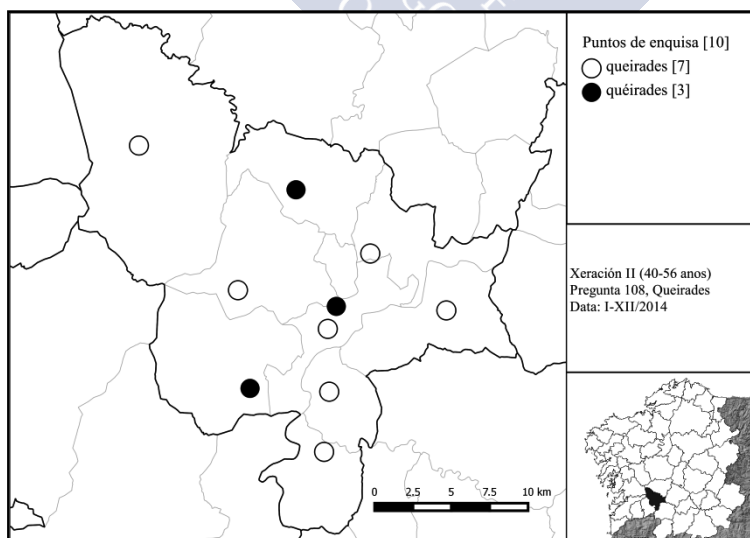 Puntos de enquisa [10]
queirades [7]
quéirades [3]
Xeración II (40-56 anos)
Pregunta 108, Queirades
Data: I-XII/2014
0 2.5 5 7.5 10 km